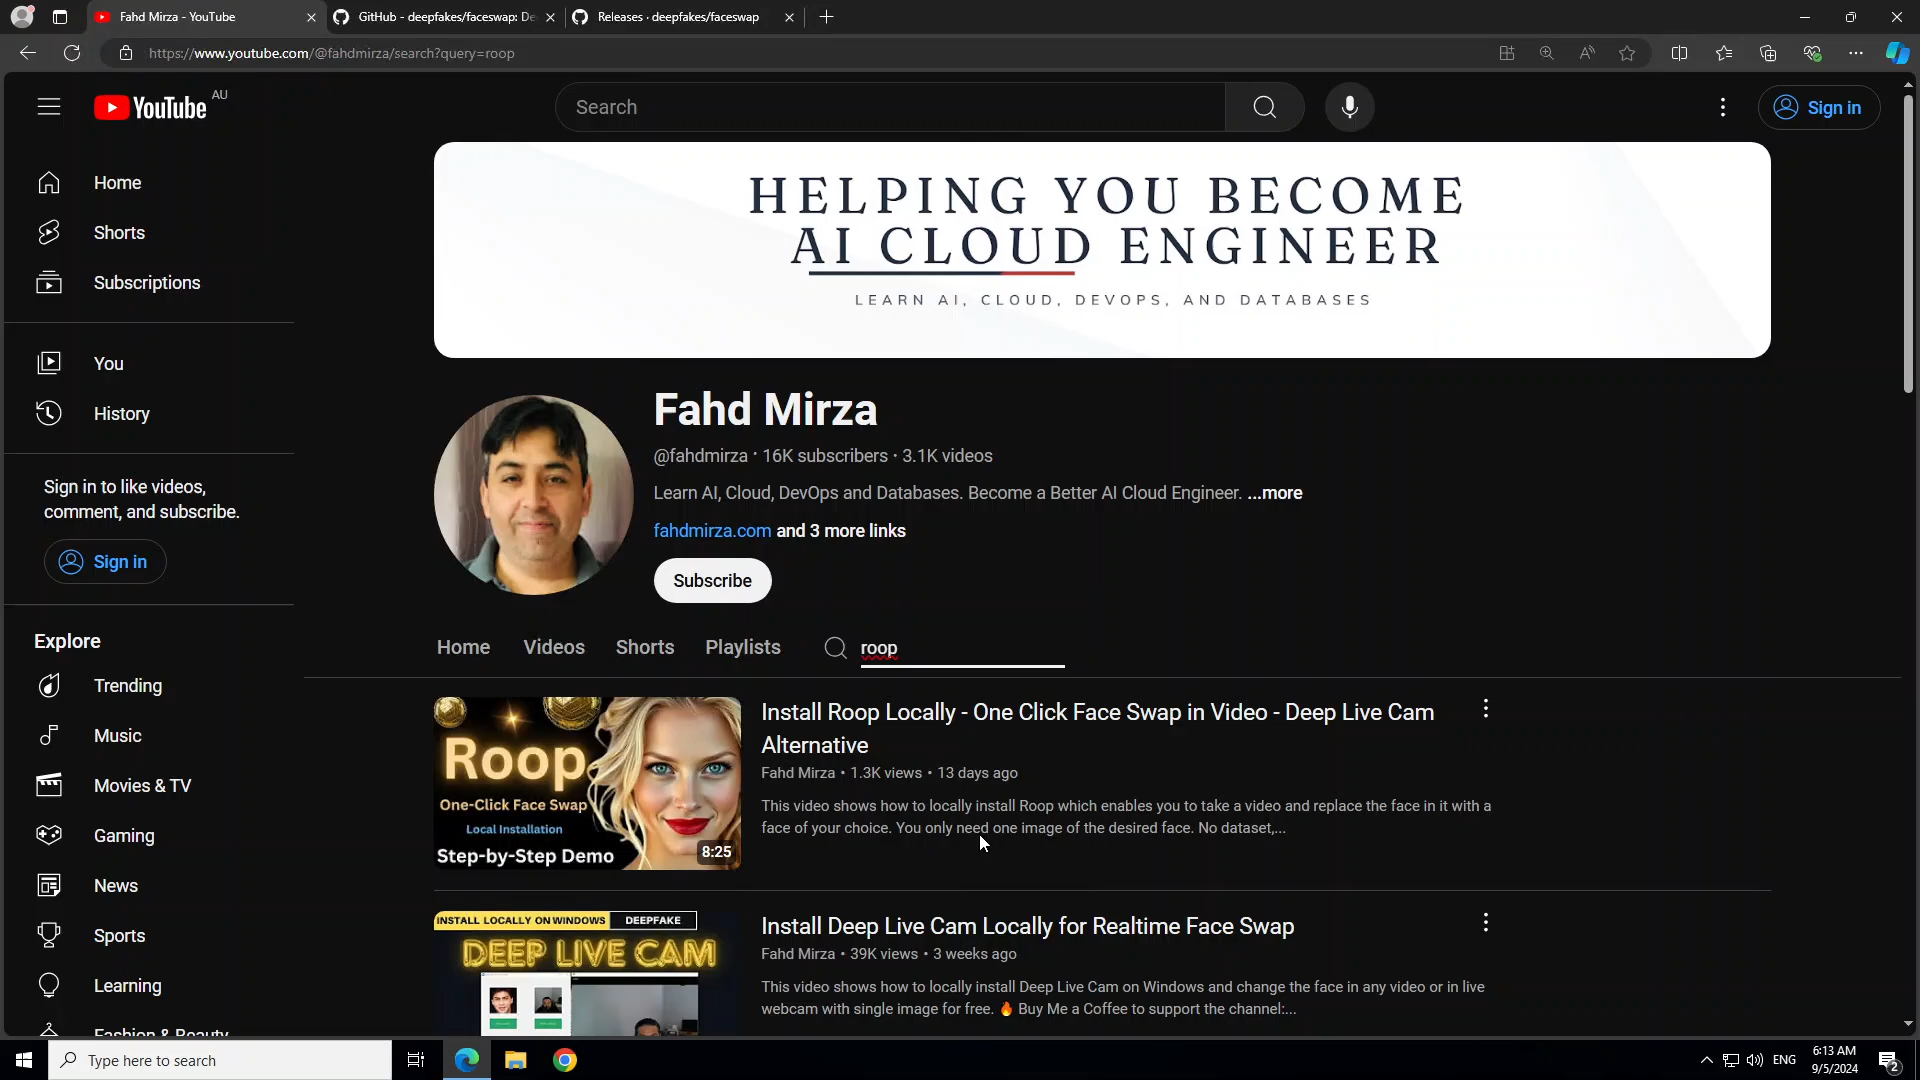 Fahd Mirza - YouTube
GitHub - deepfakes/faceswap: De
Releases · deepfakes/faceswap
https://www.youtube.com/@fahdmirza/search?query=roop
YouTube AU
Search
Sign in
Home
Shorts
Subscriptions
You
History
Sign in to like videos,
comment, and subscribe.
Sign in
Explore
Trending
Music
Movies & TV
Gaming
News
Sports
Learning
Fashion & Beauty
HELPING YOU BECOME
AI CLOUD ENGINEER
LEARN AI, CLOUD, DEVOPS, AND DATABASES
Fahd Mirza
@fahdmirza · 16K subscribers · 3.1K videos
Learn AI, Cloud, DevOps and Databases. Become a Better AI Cloud Engineer. ...more
fahdmirza.com and 3 more links
Subscribe
Home
Videos
Shorts
Playlists
roop
Roop
One-Click Face Swap
Local Installation
Step-by-Step Demo
8:25
Install Roop Locally - One Click Face Swap in Video - Deep Live Cam
Alternative
Fahd Mirza • 1.3K views • 13 days ago
This video shows how to locally install Roop which enables you to take a video and replace the face in it with a
face of your choice. You only need one image of the desired face. No dataset,...
INSTALL LOCALLY ON WINDOWS DEEPFAKE
DEEP LIVE CAM
Install Deep Live Cam Locally for Realtime Face Swap
Fahd Mirza • 39K views • 3 weeks ago
This video shows how to locally install Deep Live Cam on Windows and change the face in any video or in live
webcam with single image for free. 🔥 Buy Me a Coffee to support the channel:...
Type here to search
ENG
6:13 AM
9/5/2024
2